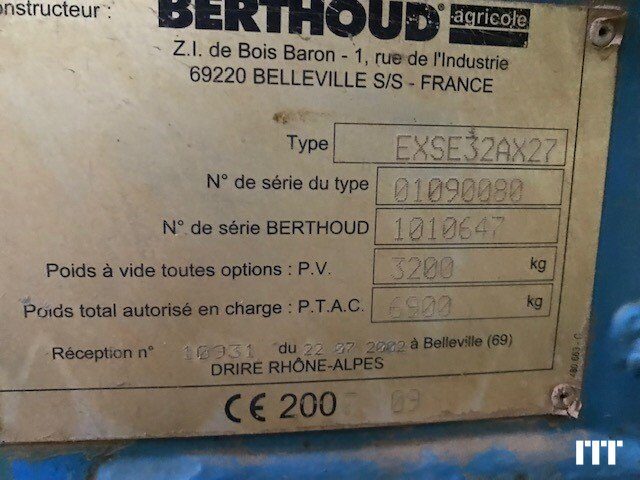 onstructeur :
BERTHOUD agricole
Z.I. de Bois Baron - 1, rue de l'Industrie
69220 BELLEVILLE S/S - FRANCE
Type EXSE32AX27
N° de série du type 01090080
N° de série BERTHOUD 1010647
Poids à vide toutes options : P.V. 3200 kg
Poids total autorisé en charge : P.T.A.C. 6900 kg
Réception n° 10931 du 22 07 2002 à Belleville (69)
DRIRE RHÔNE-ALPES
CE 200 09